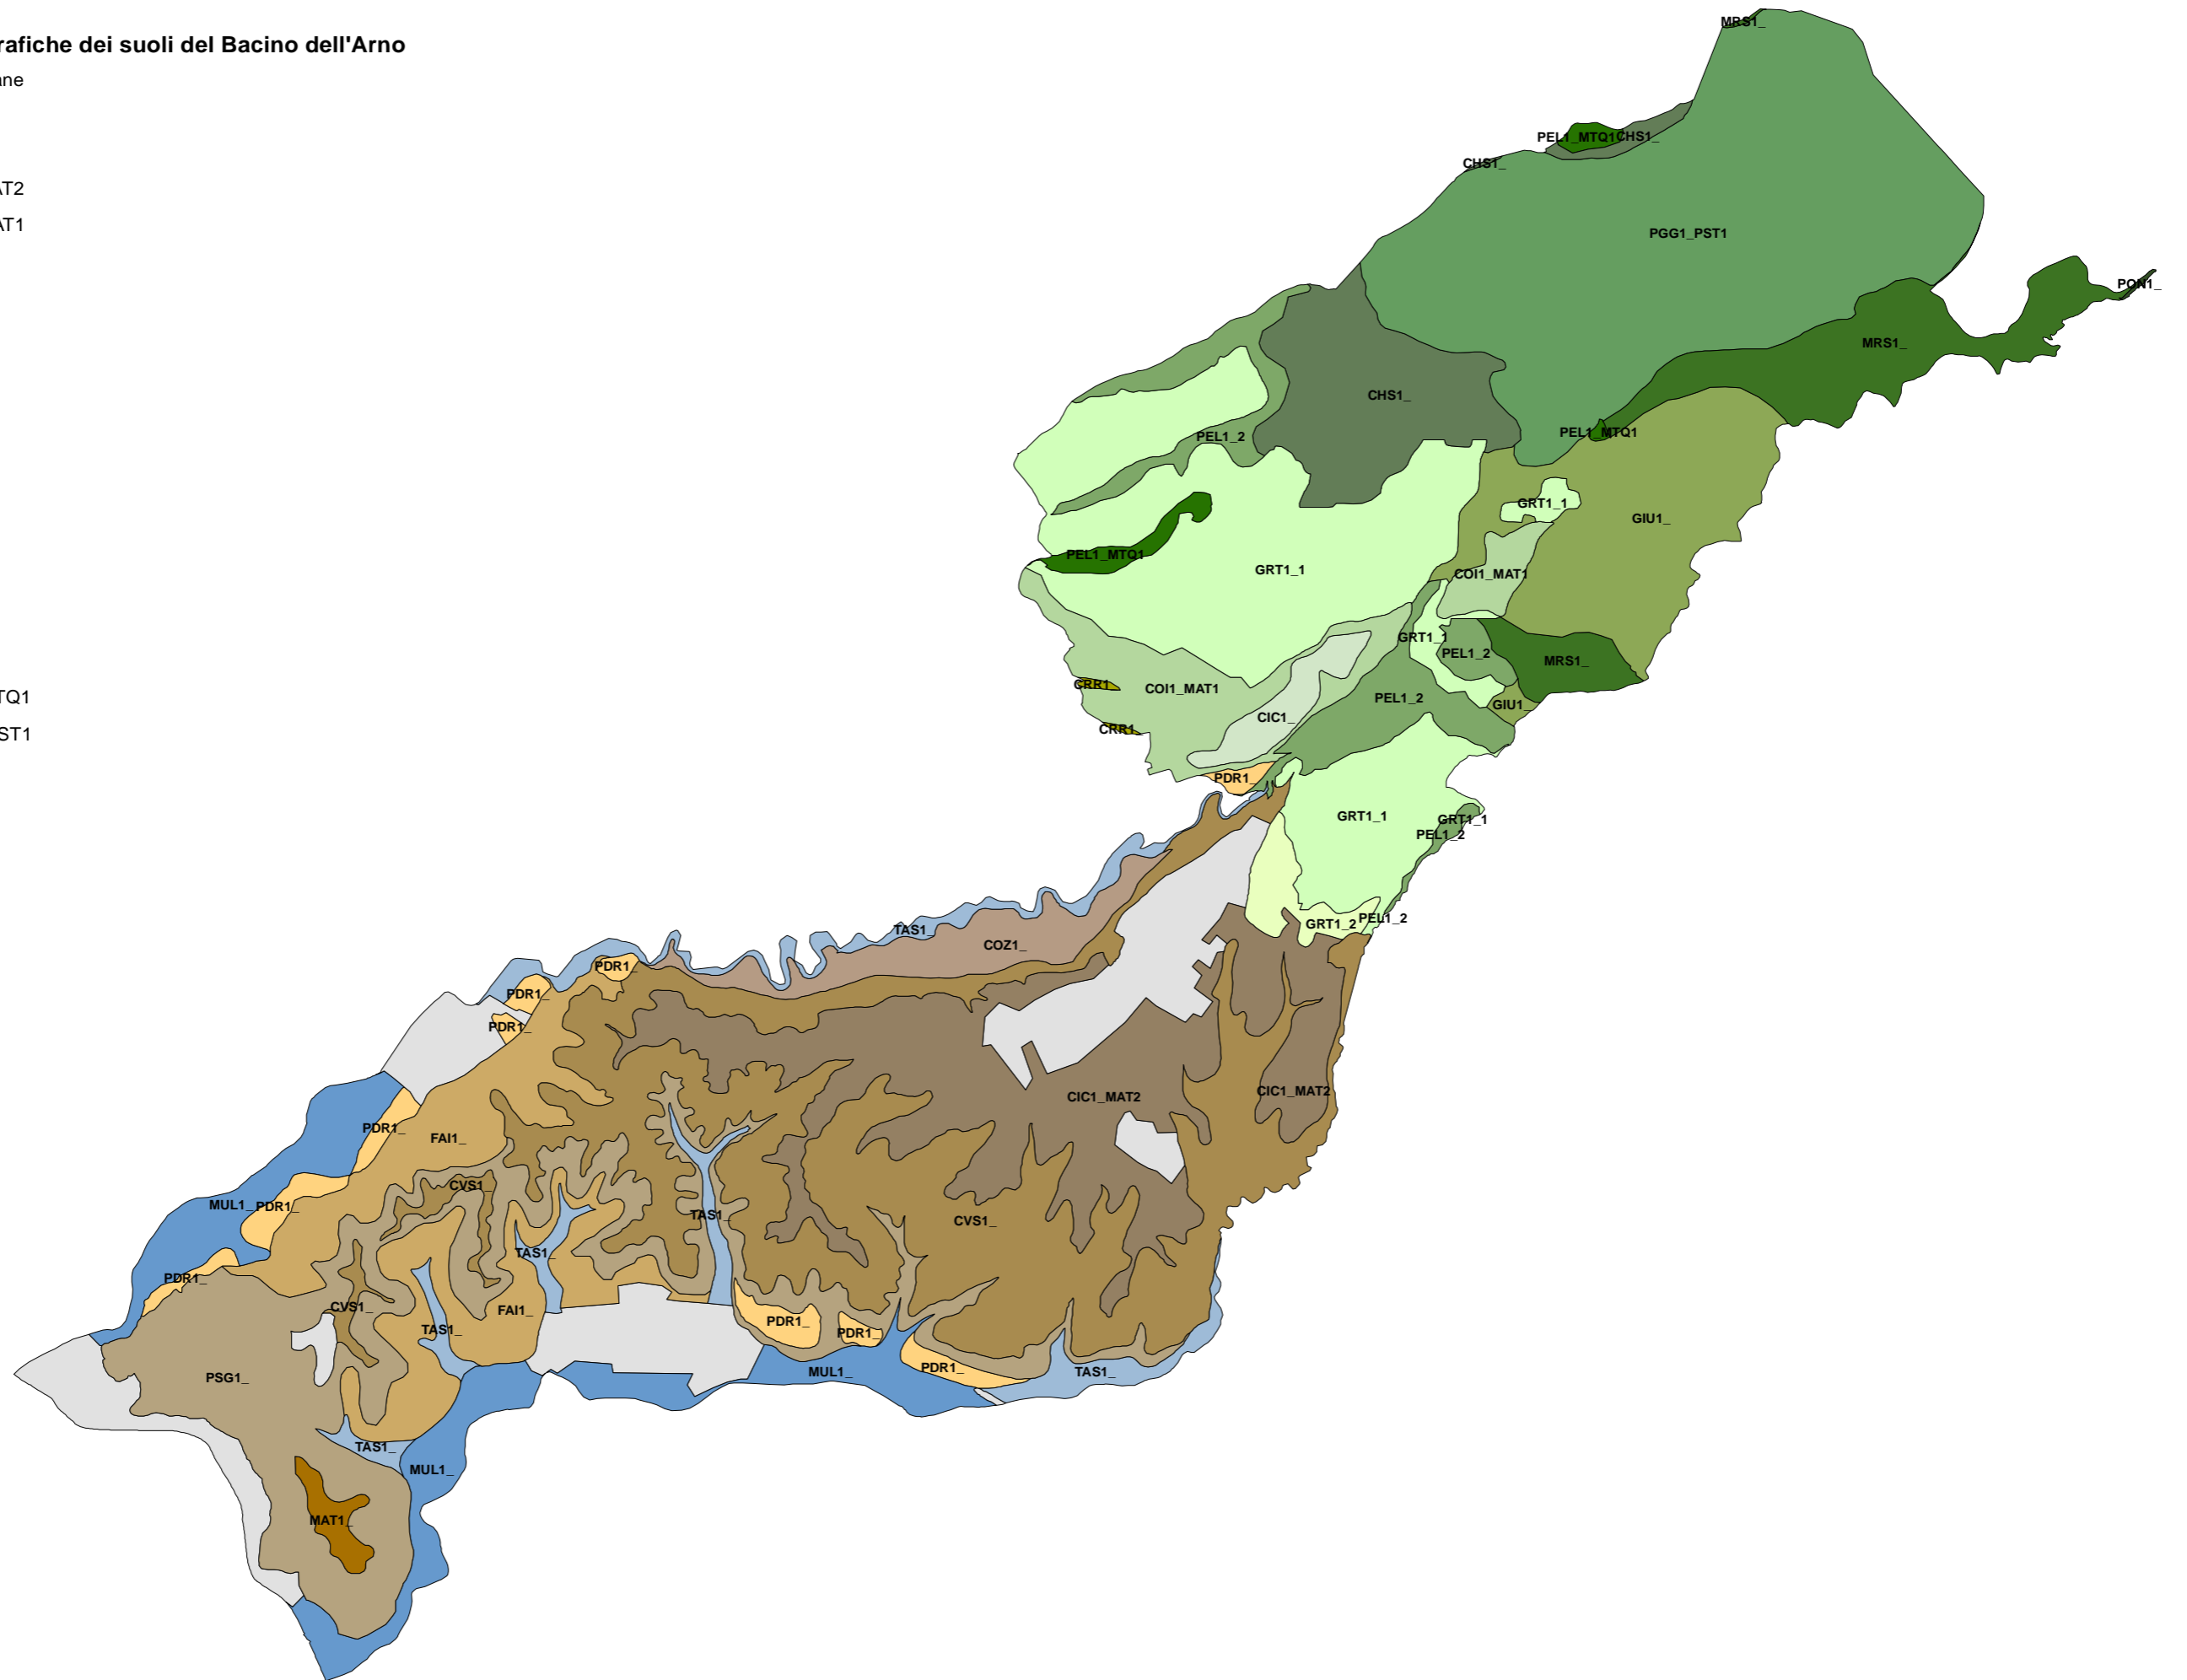 rafiche dei suoli del Bacino dell'Arno
ane
AT2
AT1
TQ1
ST1
MRS1_
PEL1_MTQ1
CHS1_
CHS1_
PGG1_PST1
PON1_
MRS1_
CHS1_
PEL1_2
PEL1_MTQ1
GRT1_1
GIU1_
PEL1_MTQ1
GRT1_1
COI1_MAT1
GRT1_1
PEL1_2
MRS1_
CRR1_
COI1_MAT1
PEL1_2
GIU1_
CIC1_
CRR1_
PDR1_
GRT1_1
GRT1_1
PEL1_2
PEL1_2
GRT1_2
TAS1_
COZ1_
PDR1_
PDR1_
PDR1_
CIC1_MAT2
CIC1_MAT2
PDR1_
FAI1_
CVS1_
MUL1_
PDR1_
TAS1_
CVS1_
TAS1_
PDR1_
CVS1_
FAI1_
PDR1_
TAS1_
PDR1_
PDR1_
MUL1_
TAS1_
PSG1_
TAS1_
MUL1_
MAT1_